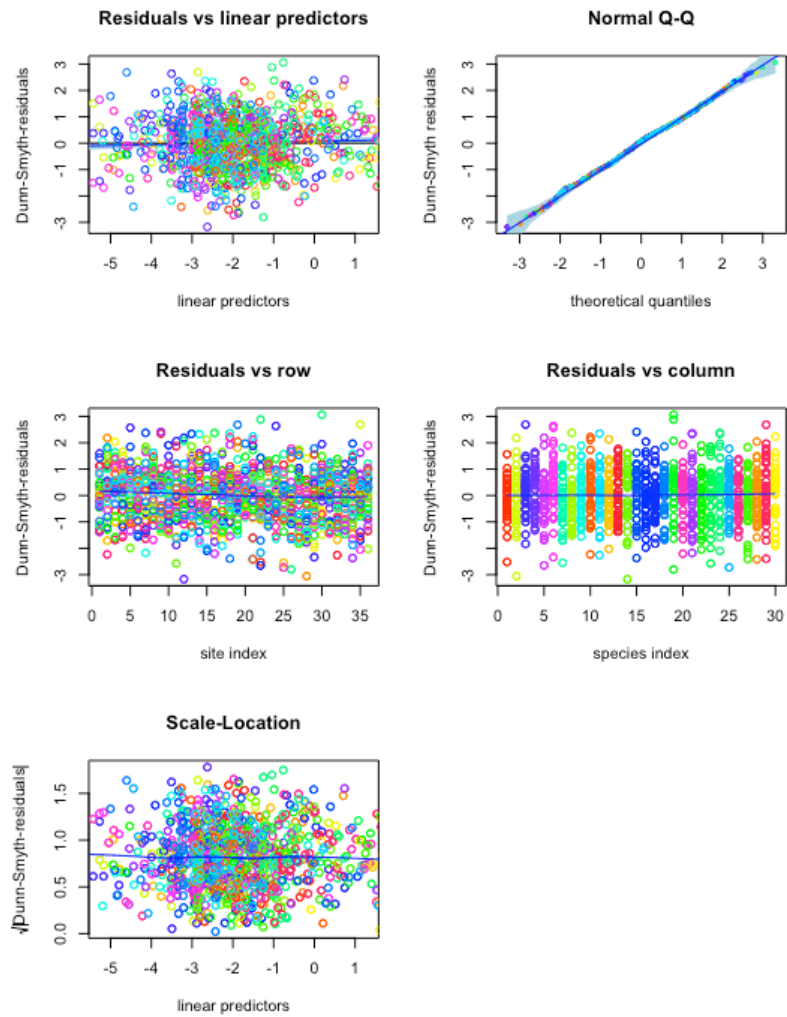 Residuals vs linear predictors
Dunn-Smyth-residuals
3
2
1
0
-1
-3
-5 -4 -3 -2 -1 0 1
linear predictors
Normal Q-Q
Dunn-Smyth residuals
3
2
1
0
-1
-3
-3 -2 -1 0 1 2 3
theoretical quantiles
Residuals vs row
Dunn-Smyth-residuals
3
2
1
0
-1
-3
0 5 10 15 20 25 30 35
site index
Residuals vs column
Dunn-Smyth-residuals
3
2
1
0
-1
-3
0 5 10 15 20 25 30
species index
Scale-Location
√|Dunn-Smyth-residuals|
1.5
1.0
0.5
0.0
-5 -4 -3 -2 -1 0 1
linear predictors